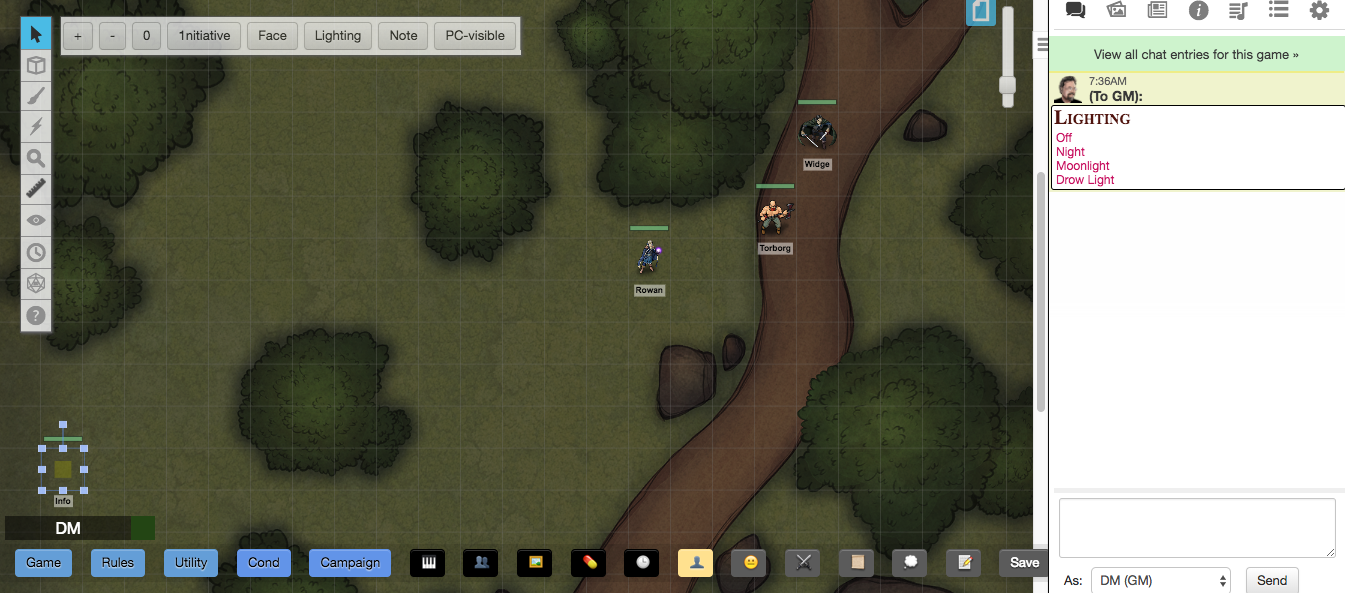 +
-
0
1nitiative
Face
Lighting
Note
PC-visible
View all chat entries for this game »
7:36AM
(To GM):
Lighting
Off
Night
Moonlight
Drow Light
Widge
Torborg
Rowan
Info
DM
Game
Rules
Utility
Cond
Campaign
Save
As:
DM (GM)
Send